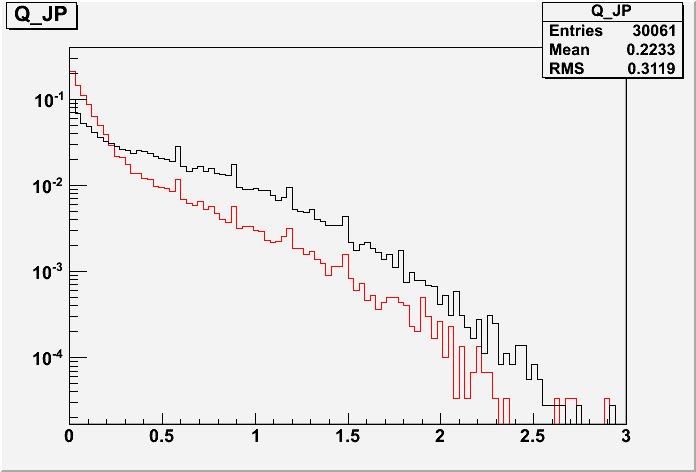 Q_JP
Q_JP
Entries 30061
Mean 0.2233
RMS 0.3119
10⁻¹
10⁻²
10⁻³
10⁻⁴
0 0.5 1 1.5 2 2.5 3